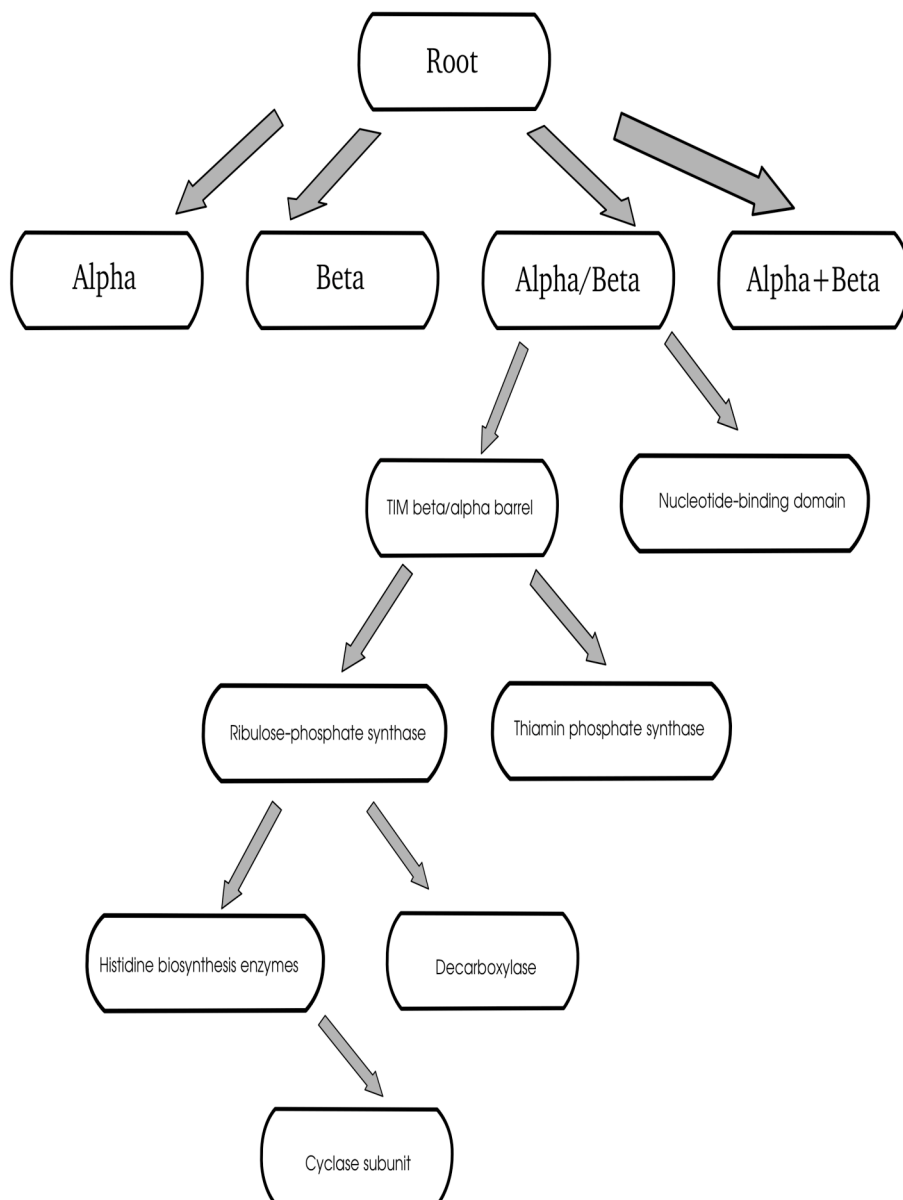 Root
Alpha
Beta
Alpha/Beta
Alpha+Beta
TIM beta/alpha barrel
Nucleotide-binding domain
Ribulose-phosphate synthase
Thiamin phosphate synthase
Histidine biosynthesis enzymes
Decarboxylase
Cyclase subunit